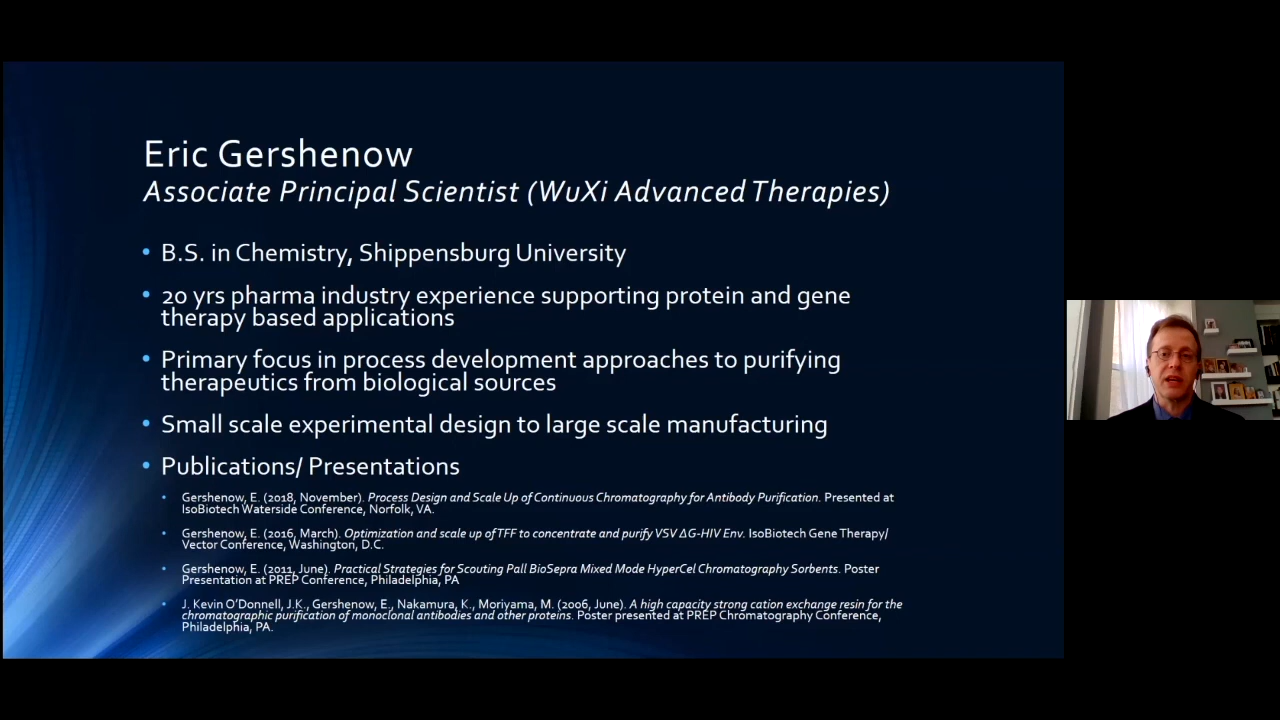 Eric Gershenow
Associate Principal Scientist (WuXi Advanced Therapies)
• B.S. in Chemistry, Shippensburg University
• 20 yrs pharma industry experience supporting protein and gene
therapy based applications
• Primary focus in process development approaches to purifying
therapeutics from biological sources
• Small scale experimental design to large scale manufacturing
• Publications/ Presentations
• Gershenow, E. (2018, November). Process Design and Scale Up of Continuous Chromatography for Antibody Purification. Presented at
IsoBiotech Waterside Conference, Norfolk, VA.
• Gershenow, E. (2016, March). Optimization and scale up of TFF to concentrate and purify VSV ΔG-HIV Env. IsoBiotech Gene Therapy/
Vector Conference, Washington, D.C.
• Gershenow, E. (2011, June). Practical Strategies for Scouting Pall BioSepra Mixed Mode HyperCel Chromatography Sorbents. Poster
Presentation at PREP Conference, Philadelphia, PA
• J. Kevin O'Donnell, J.K., Gershenow, E., Nakamura, K., Moriyama, M. (2006, June). A high capacity strong cation exchange resin for the
chromatographic purification of monoclonal antibodies and other proteins. Poster presented at PREP Chromatography Conference,
Philadelphia, PA.